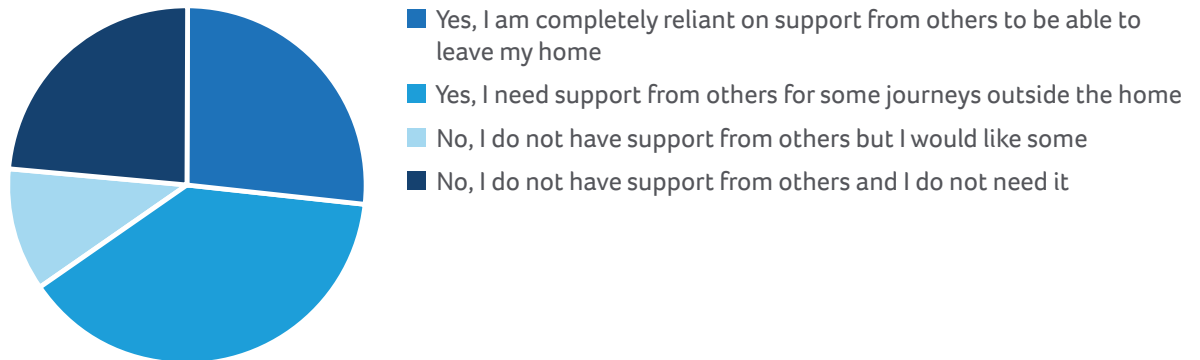 Yes, I am completely reliant on support from others to be able to
leave my home
Yes, I need support from others for some journeys outside the home
No, I do not have support from others but I would like some
No, I do not have support from others and I do not need it